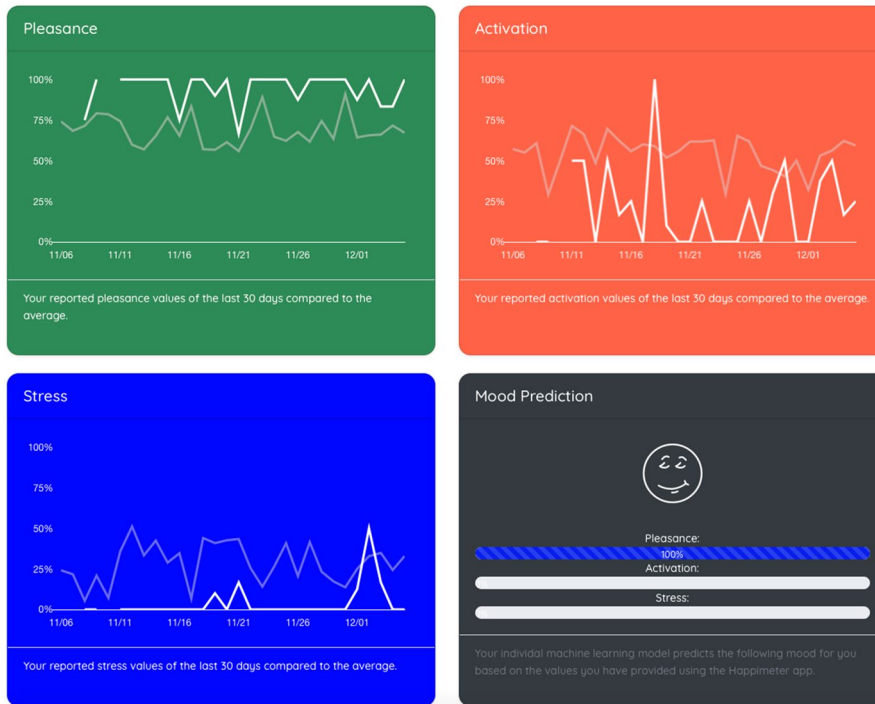 Pleasance
100%
75%
50%
25%
0%
11/06 11/11 11/16 11/21 11/26 12/01
Your reported pleasance values of the last 30 days compared to the
average.
Activation
100%
75%
50%
25%
0%
11/06 11/11 11/16 11/21 11/26 12/01
Your reported activation values of the last 30 days compared to the average.
Stress
100%
75%
50%
25%
0%
11/06 11/11 11/16 11/21 11/26 12/01
Your reported stress values of the last 30 days compared to the average.
Mood Prediction
Pleasance:
100%
Activation:
Stress:
Your individal machine learning model predicts the following mood for you
based on the values you have provided using the Happimeter app.